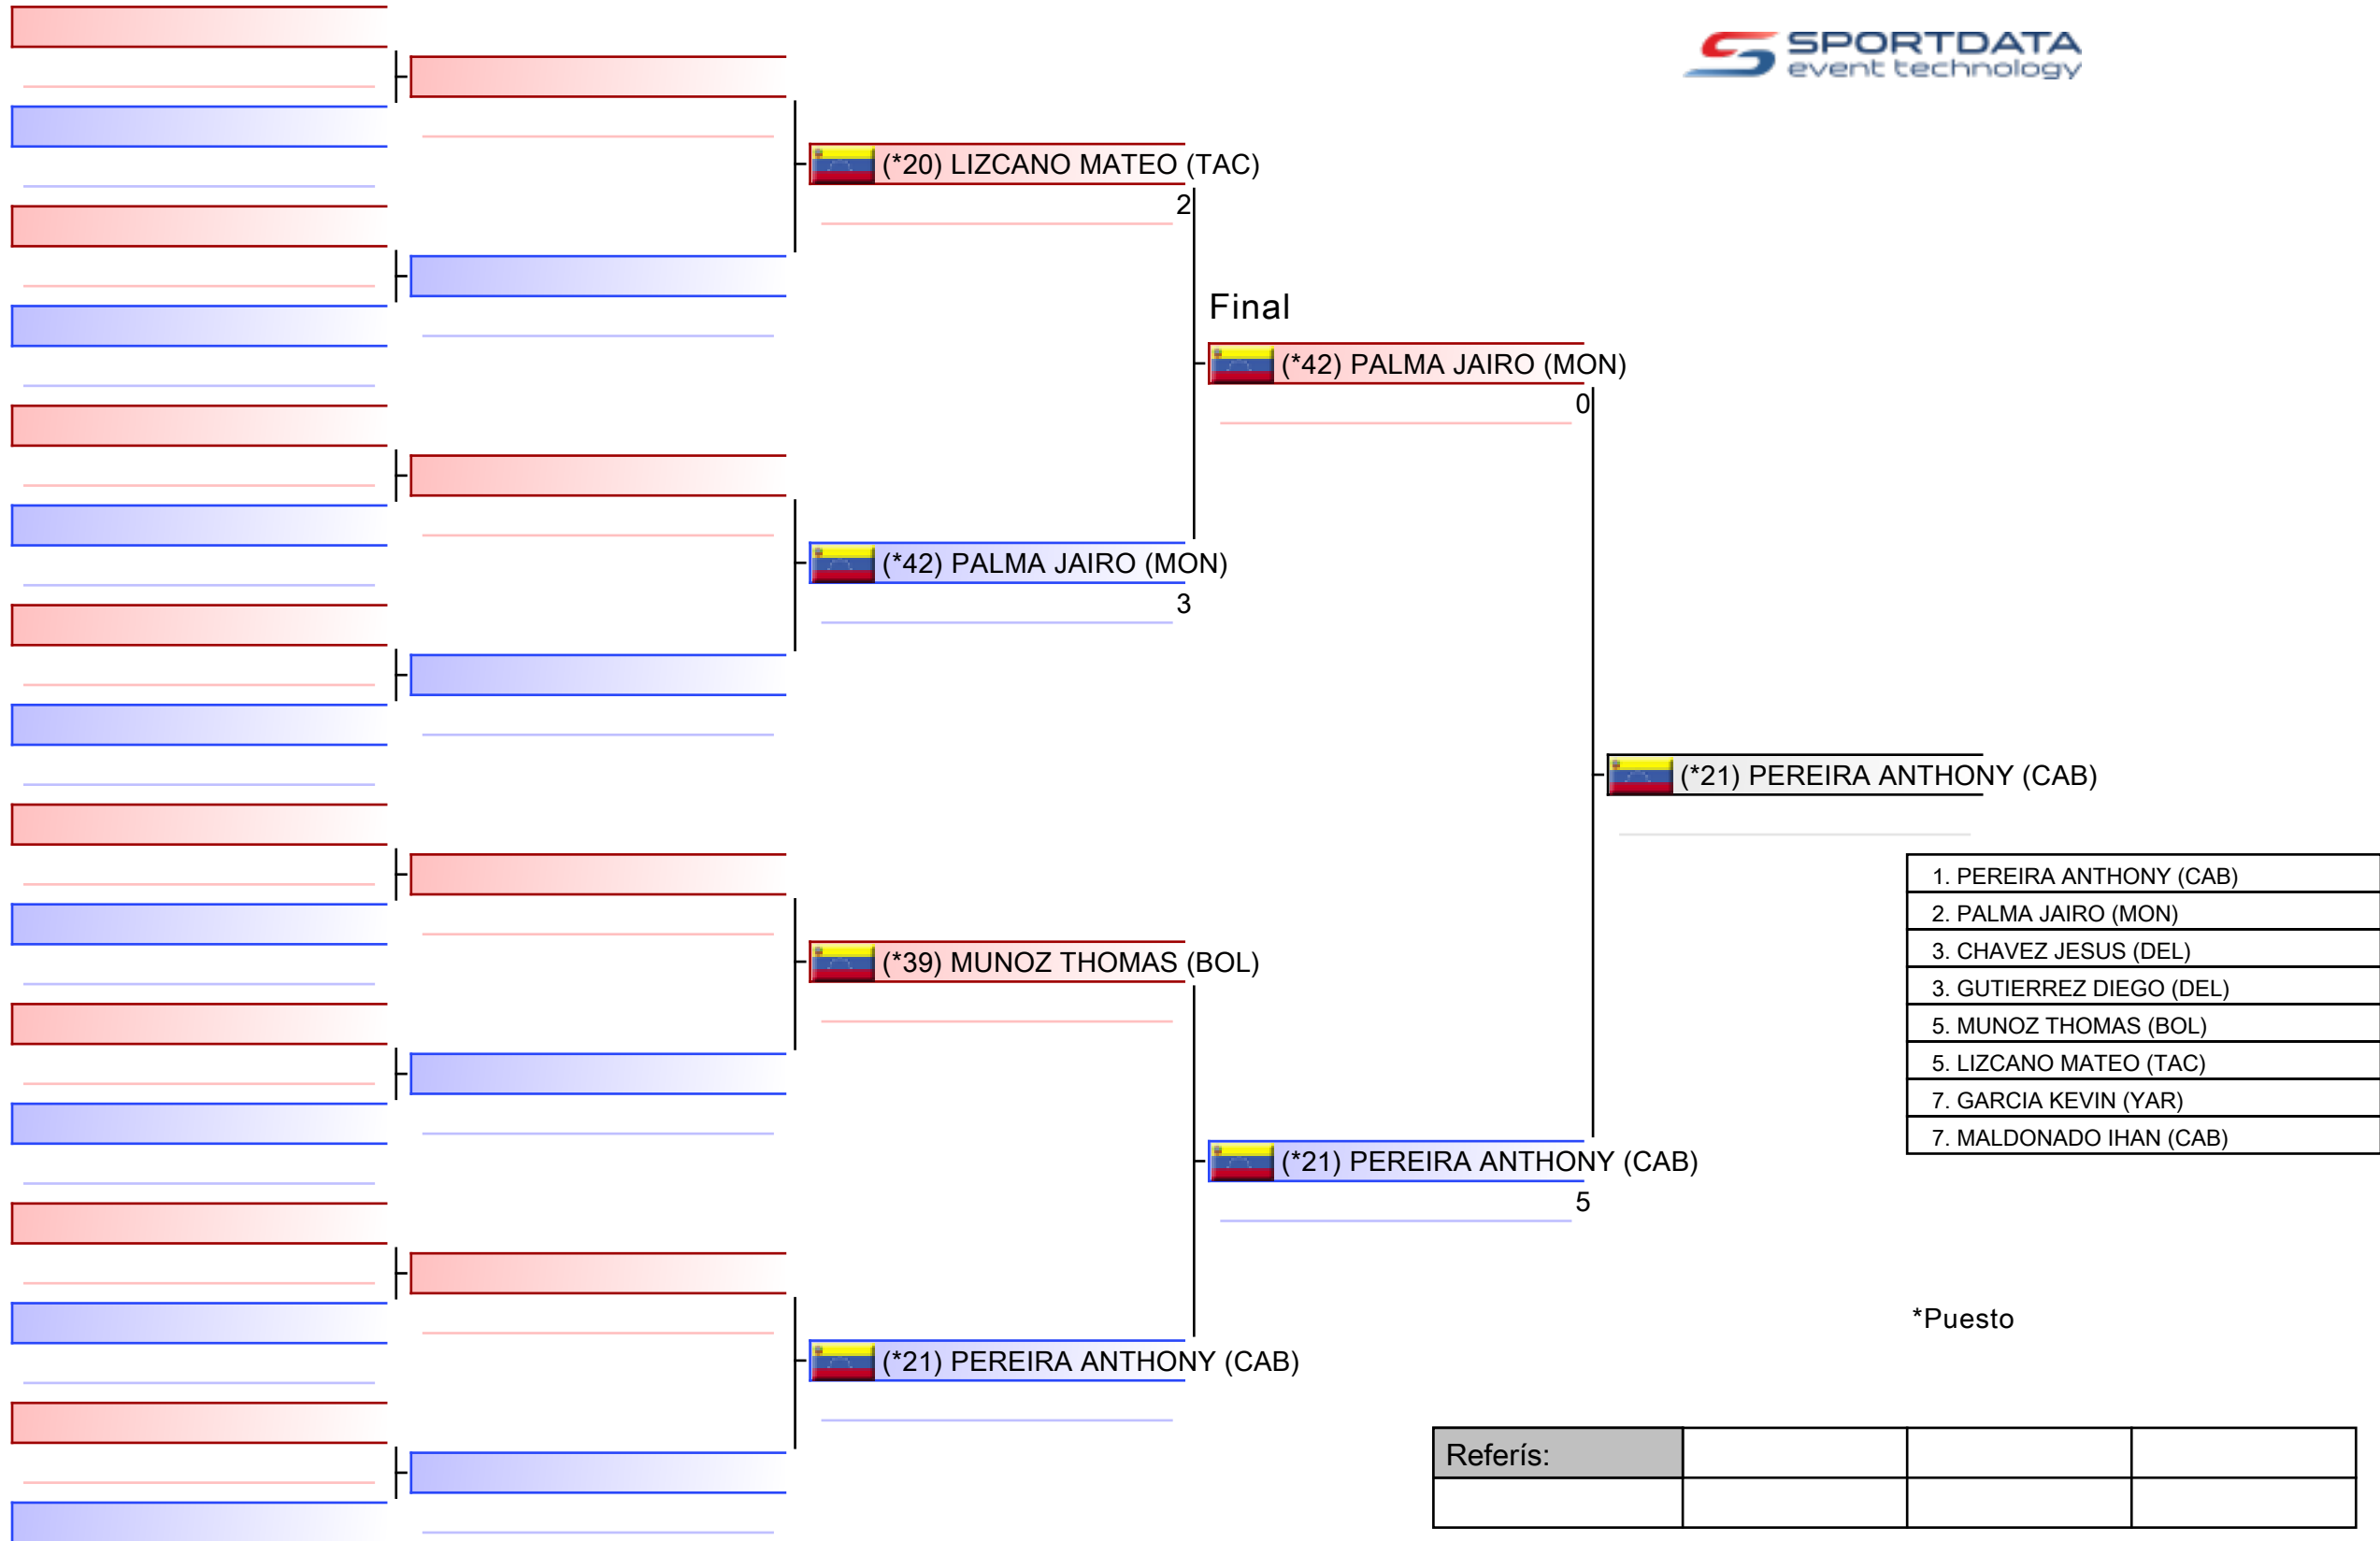 SPORTDATA
event technology
(*20) LIZCANO MATEO (TAC)
2
Final
(*42) PALMA JAIRO (MON)
0
(*42) PALMA JAIRO (MON)
3
(*21) PEREIRA ANTHONY (CAB)
1. PEREIRA ANTHONY (CAB)
2. PALMA JAIRO (MON)
3. CHAVEZ JESUS (DEL)
3. GUTIERREZ DIEGO (DEL)
5. MUNOZ THOMAS (BOL)
5. LIZCANO MATEO (TAC)
7. GARCIA KEVIN (YAR)
7. MALDONADO IHAN (CAB)
(*39) MUNOZ THOMAS (BOL)
(*21) PEREIRA ANTHONY (CAB)
5
*Puesto
(*21) PEREIRA ANTHONY (CAB)
Referís: